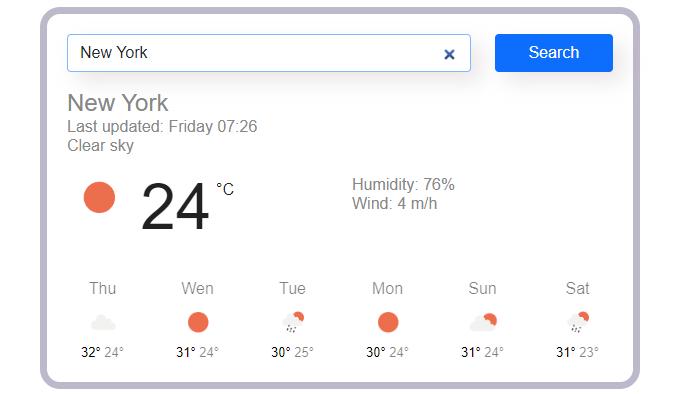 New York
Search
New York
Last updated: Friday 07:26
Clear sky
24 °C
Humidity: 76%
Wind: 4 m/h
Thu Wen Tue Mon Sun Sat
32° 24° 31° 24° 30° 25° 30° 24° 31° 24° 31° 23°